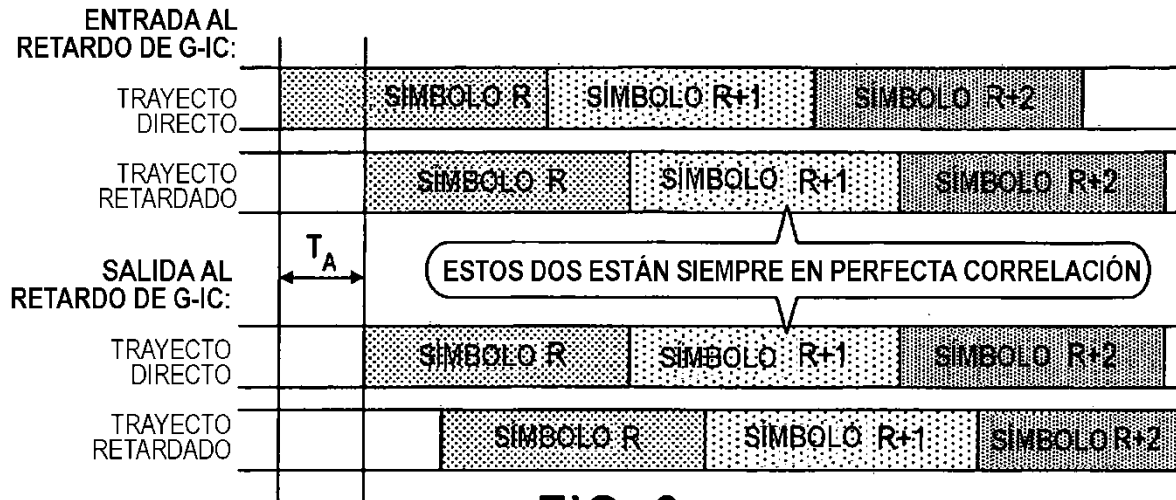 ENTRADA AL
RETARDO DE G-IC:
TRAYECTO
DIRECTO
SÍMBOLO R
SÍMBOLO R+1
SÍMBOLO R+2
TRAYECTO
RETARDADO
SÍMBOLO R
SÍMBOLO R+1
SÍMBOLO R+2
TA
ESTOS DOS ESTÁN SIEMPRE EN PERFECTA CORRELACIÓN
SALIDA AL
RETARDO DE G-IC:
TRAYECTO
DIRECTO
SÍMBOLO R
SÍMBOLO R+1
SÍMBOLO R+2
TRAYECTO
RETARDADO
SÍMBOLO R
SÍMBOLO R+1
SÍMBOLO R+2